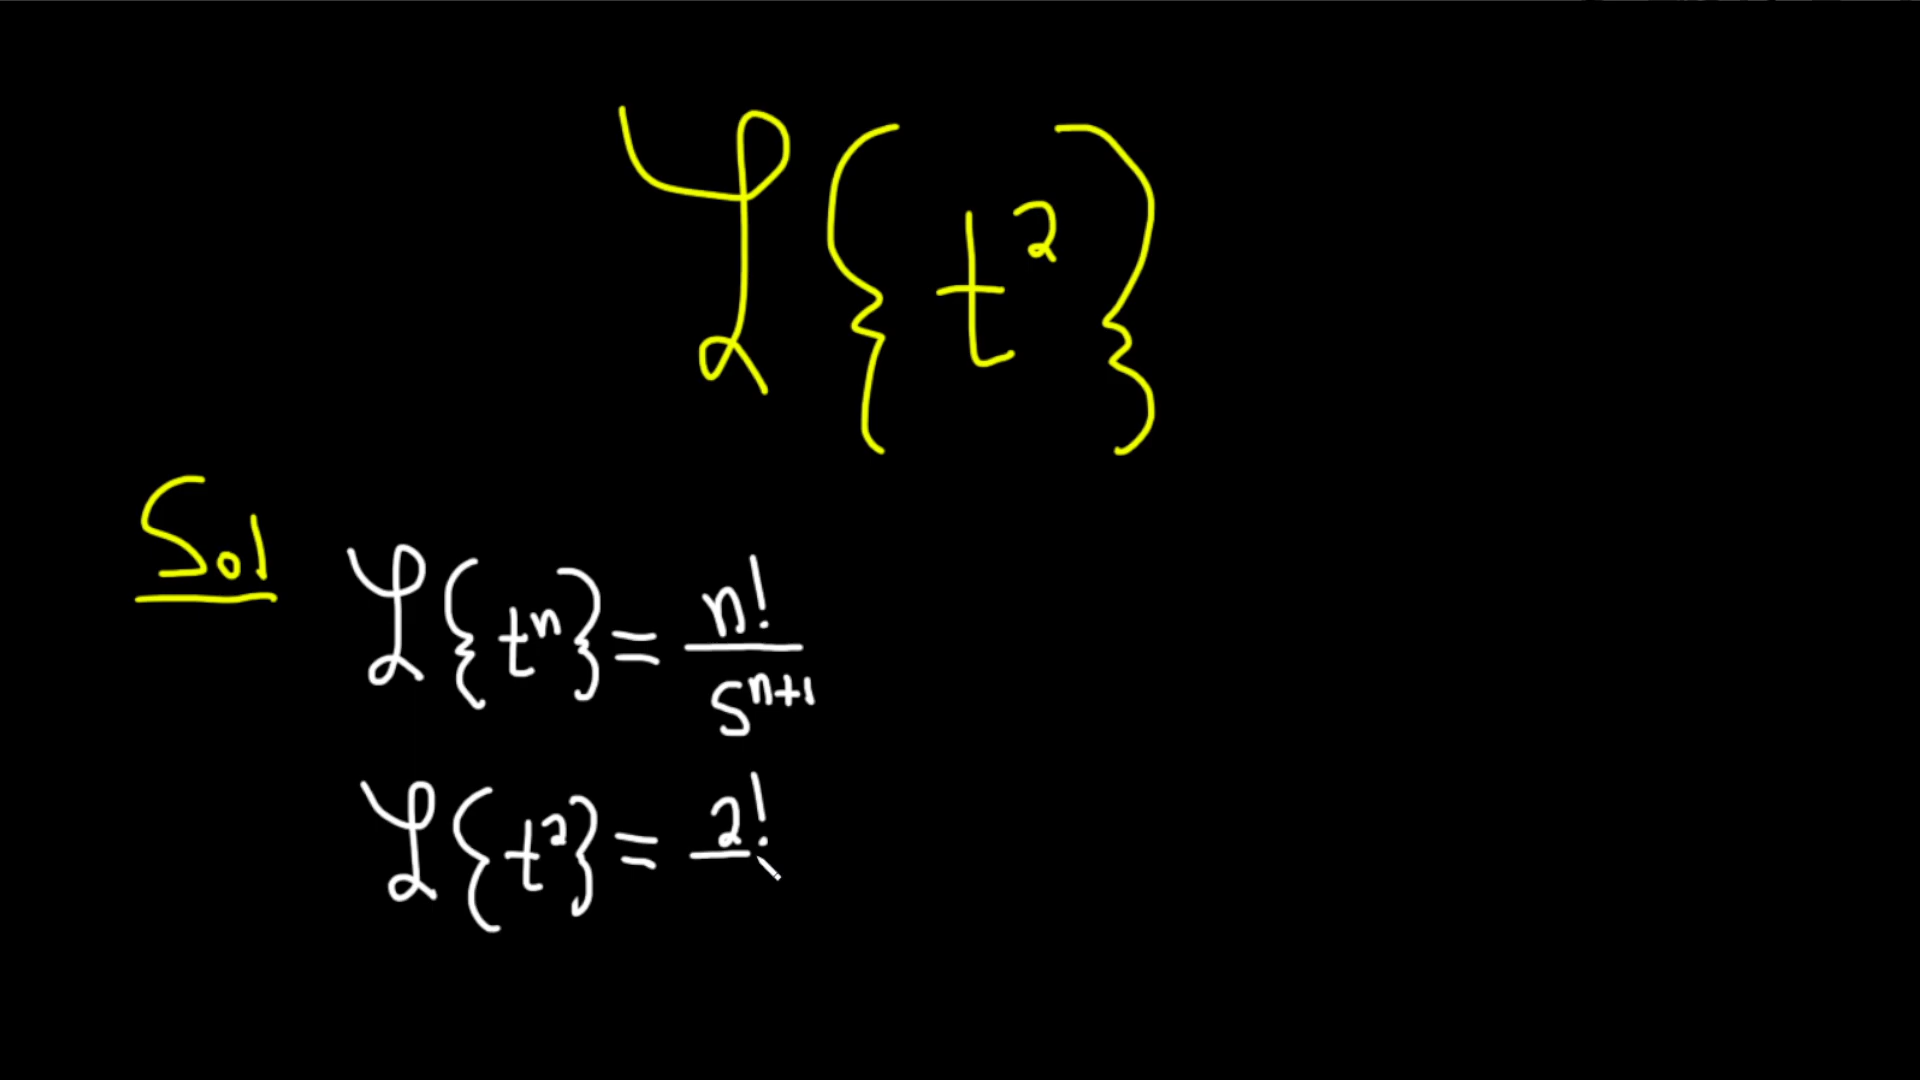 ℒ{t²}
Sol
ℒ{tⁿ} = n! / sⁿ⁺¹
ℒ{t²} = 2! /